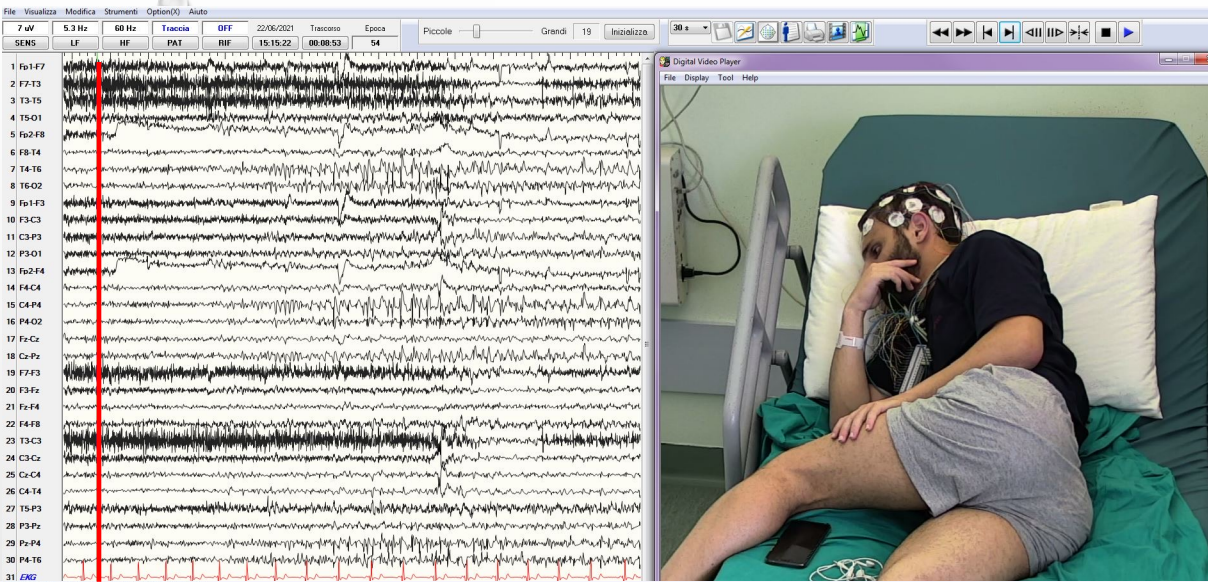 File Visualizza Modifica Strumenti Option(X) Aiuto
7 uV 5.3 Hz 60 Hz Traccia OFF 22/06/2021 Trascorso Epoca
SENS LF HF PAT RIF 15:15:22 00:08:53 54
Piccole Grandi 19 Inizializza
30 s
1 Fp1-F7
2 F7-T3
3 T3-T5
4 T5-O1
5 Fp2-F8
6 F8-T4
7 T4-T6
8 T6-O2
9 Fp1-F3
10 F3-C3
11 C3-P3
12 P3-O1
13 Fp2-F4
14 F4-C4
15 C4-P4
16 P4-O2
17 Fz-Cz
18 Cz-Pz
19 F7-F3
20 F3-Fz
21 Fz-F4
22 F4-F8
23 T3-C3
24 C3-Cz
25 Cz-C4
26 C4-T4
27 T5-P3
28 P3-Pz
29 Pz-P4
30 P4-T6
31 EKG
Digital Video Player
File Display Tool Help